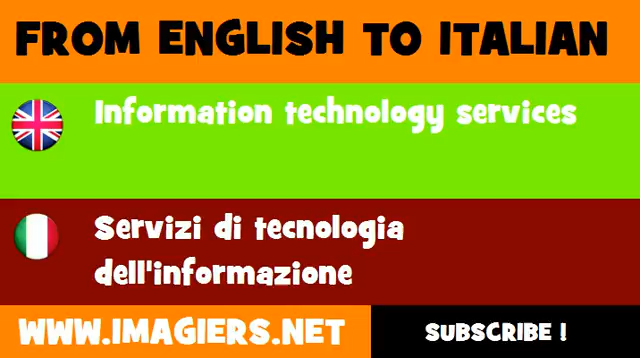 FROM ENGLISH TO ITALIAN
Information technology services
Servizi di tecnologia
dell'informazione
WWW.IMAGIERS.NET
SUBSCRIBE !